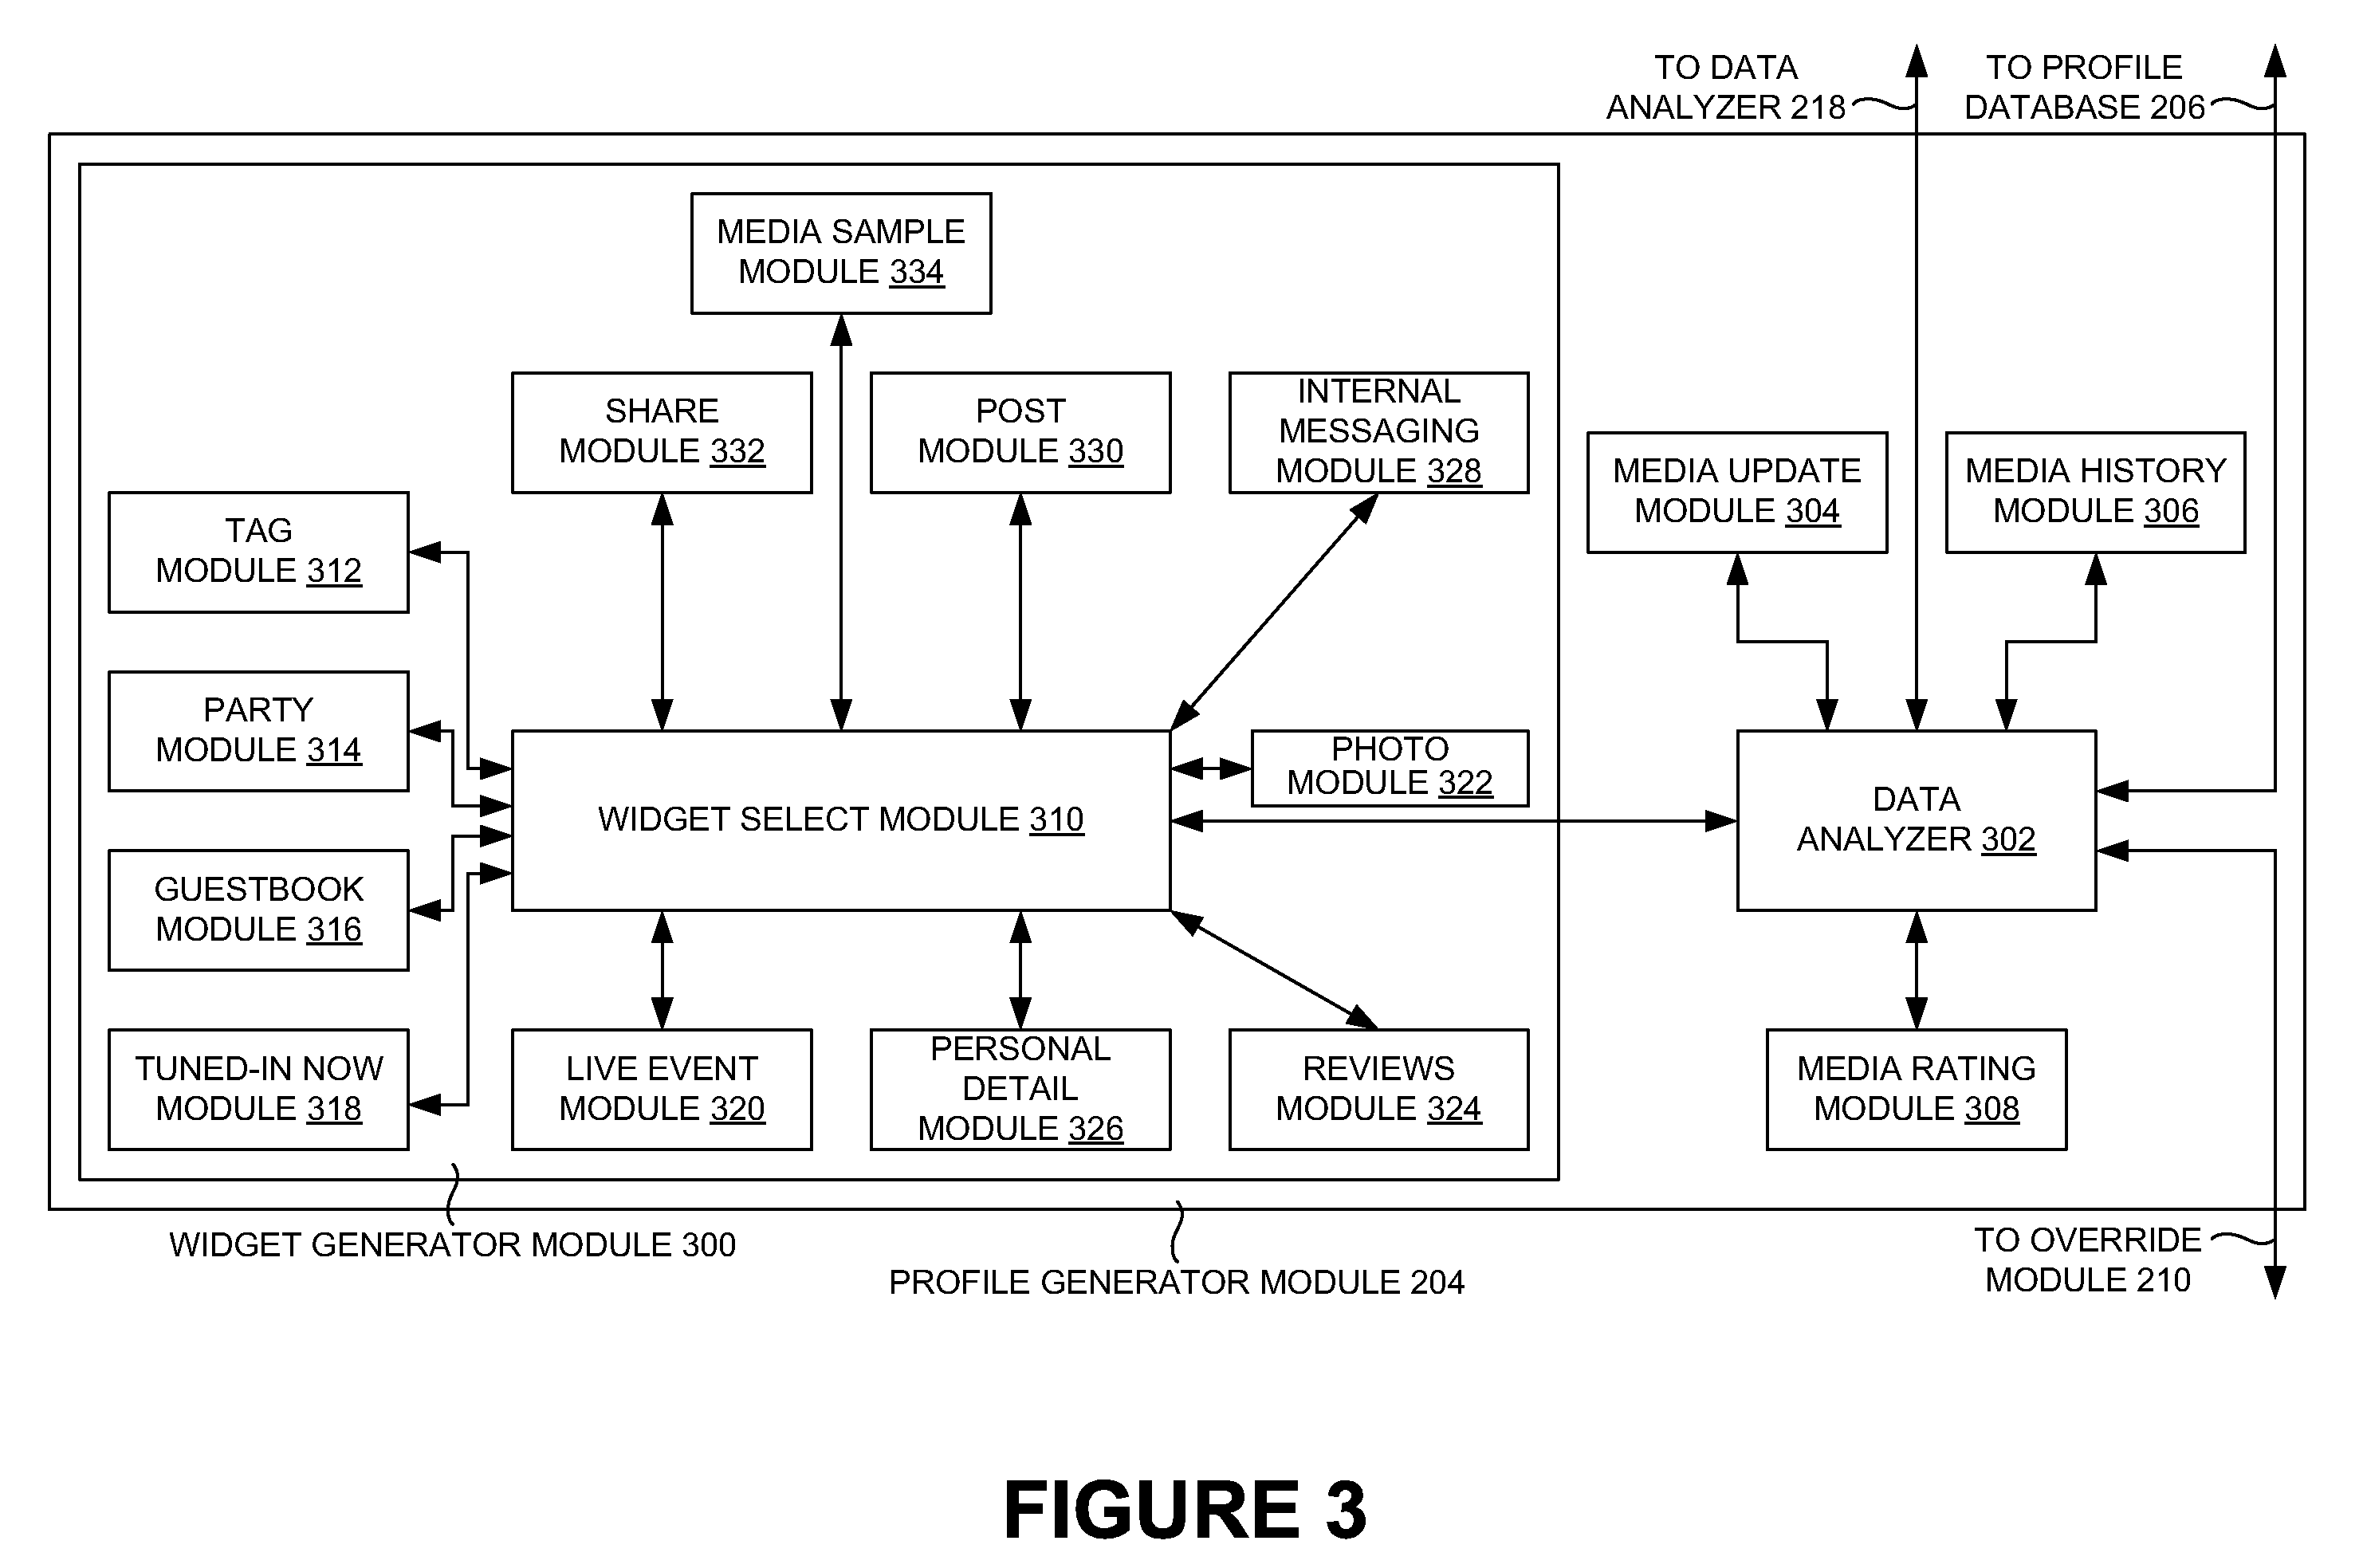 TO DATA
ANALYZER 218
TO PROFILE
DATABASE 206
MEDIA SAMPLE
MODULE 334
SHARE
MODULE 332
POST
MODULE 330
INTERNAL
MESSAGING
MODULE 328
MEDIA UPDATE
MODULE 304
MEDIA HISTORY
MODULE 306
TAG
MODULE 312
PARTY
MODULE 314
GUESTBOOK
MODULE 316
TUNED-IN NOW
MODULE 318
WIDGET SELECT MODULE 310
PHOTO
MODULE 322
DATA
ANALYZER 302
LIVE EVENT
MODULE 320
PERSONAL
DETAIL
MODULE 326
REVIEWS
MODULE 324
MEDIA RATING
MODULE 308
WIDGET GENERATOR MODULE 300
PROFILE GENERATOR MODULE 204
TO OVERRIDE
MODULE 210
FIGURE 3